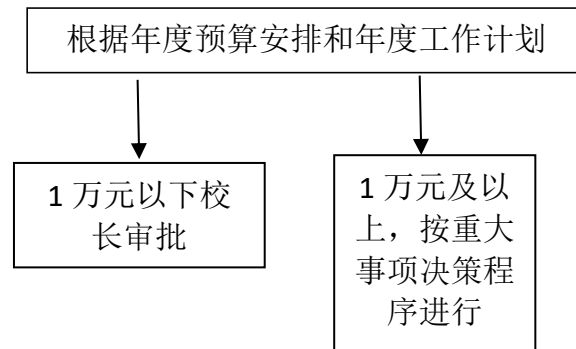 根据年度预算安排和年度工作计划
1 万元以下校
长审批
1 万元及以
上，按重大
事项决策程
序进行